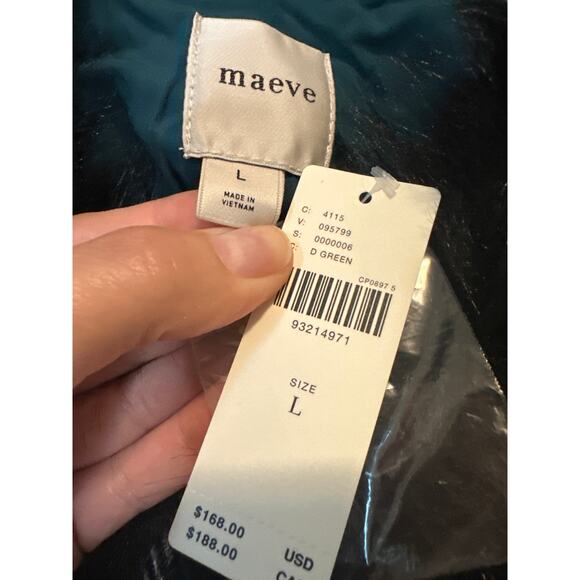 maeve
L
MADE IN
VIETNAM
C: 4115
V: 095799
S: 0000006
C: D GREEN
CP0897 5
93214971
SIZE
L
$168.00 USD
$188.00